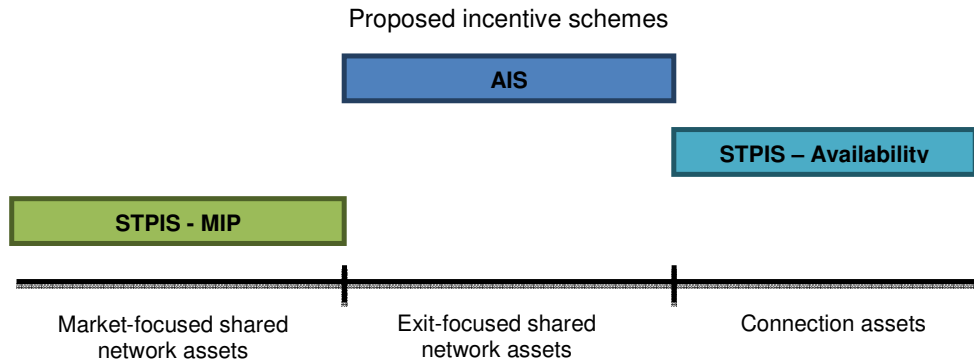 Proposed incentive schemes
AIS
STPIS – Availability
STPIS - MIP
Market-focused shared
network assets
Exit-focused shared
network assets
Connection assets